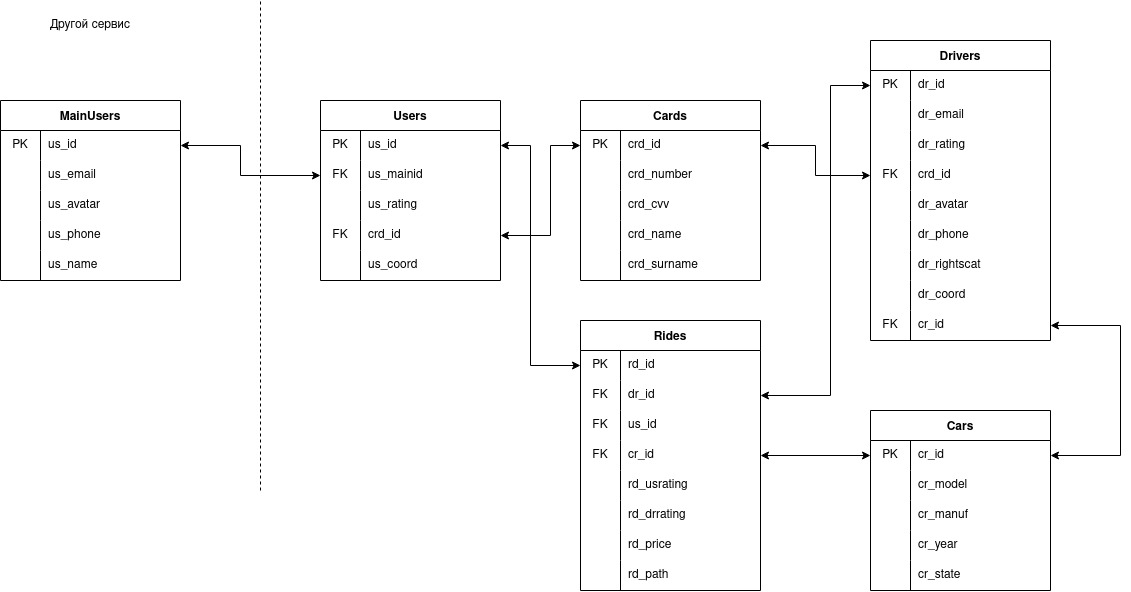 Другой сервис
MainUsers
PK us_id
us_email
us_avatar
us_phone
us_name
Users
PK us_id
FK us_mainid
us_rating
FK crd_id
us_coord
Cards
PK crd_id
crd_number
crd_cvv
crd_name
crd_surname
Drivers
PK dr_id
dr_email
dr_rating
FK crd_id
dr_avatar
dr_phone
dr_rightscat
dr_coord
FK cr_id
Rides
PK rd_id
FK dr_id
FK us_id
FK cr_id
rd_usrating
rd_drrating
rd_price
rd_path
Cars
PK cr_id
cr_model
cr_manuf
cr_year
cr_state